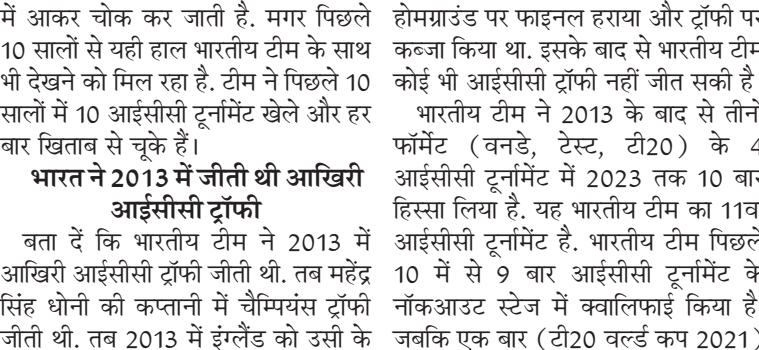 में आकर चोक कर जाती है. मगर पिछले
10 सालों से यही हाल भारतीय टीम के साथ
भी देखने को मिल रहा है. टीम ने पिछले 10
सालों में 10 आईसीसी टूर्नामेंट खेले और हर
बार खिताब से चूके हैं।
भारत ने 2013 में जीती थी आखिरी
आईसीसी ट्रॉफी
बता दें कि भारतीय टीम ने 2013 में
आखिरी आईसीसी ट्रॉफी जीती थी. तब महेंद्र
सिंह धोनी की कप्तानी में चैम्पियंस ट्रॉफी
जीती थी. तब 2013 में इंग्लैंड को उसी के
होमग्राउंड पर फाइनल हराया और ट्रॉफी पर
कब्जा किया था. इसके बाद से भारतीय टीम
कोई भी आईसीसी ट्रॉफी नहीं जीत सकी है
भारतीय टीम ने 2013 के बाद से तीनों
फॉर्मेट (वनडे, टेस्ट, टी20) के 4
आईसीसी टूर्नामेंट में 2023 तक 10 बार
हिस्सा लिया है. यह भारतीय टीम का 11वां
आईसीसी टूर्नामेंट है. भारतीय टीम पिछले
10 में से 9 बार आईसीसी टूर्नामेंट के
नॉकआउट स्टेज में क्वालिफाई किया है
जबकि एक बार (टी20 वर्ल्ड कप 2021)